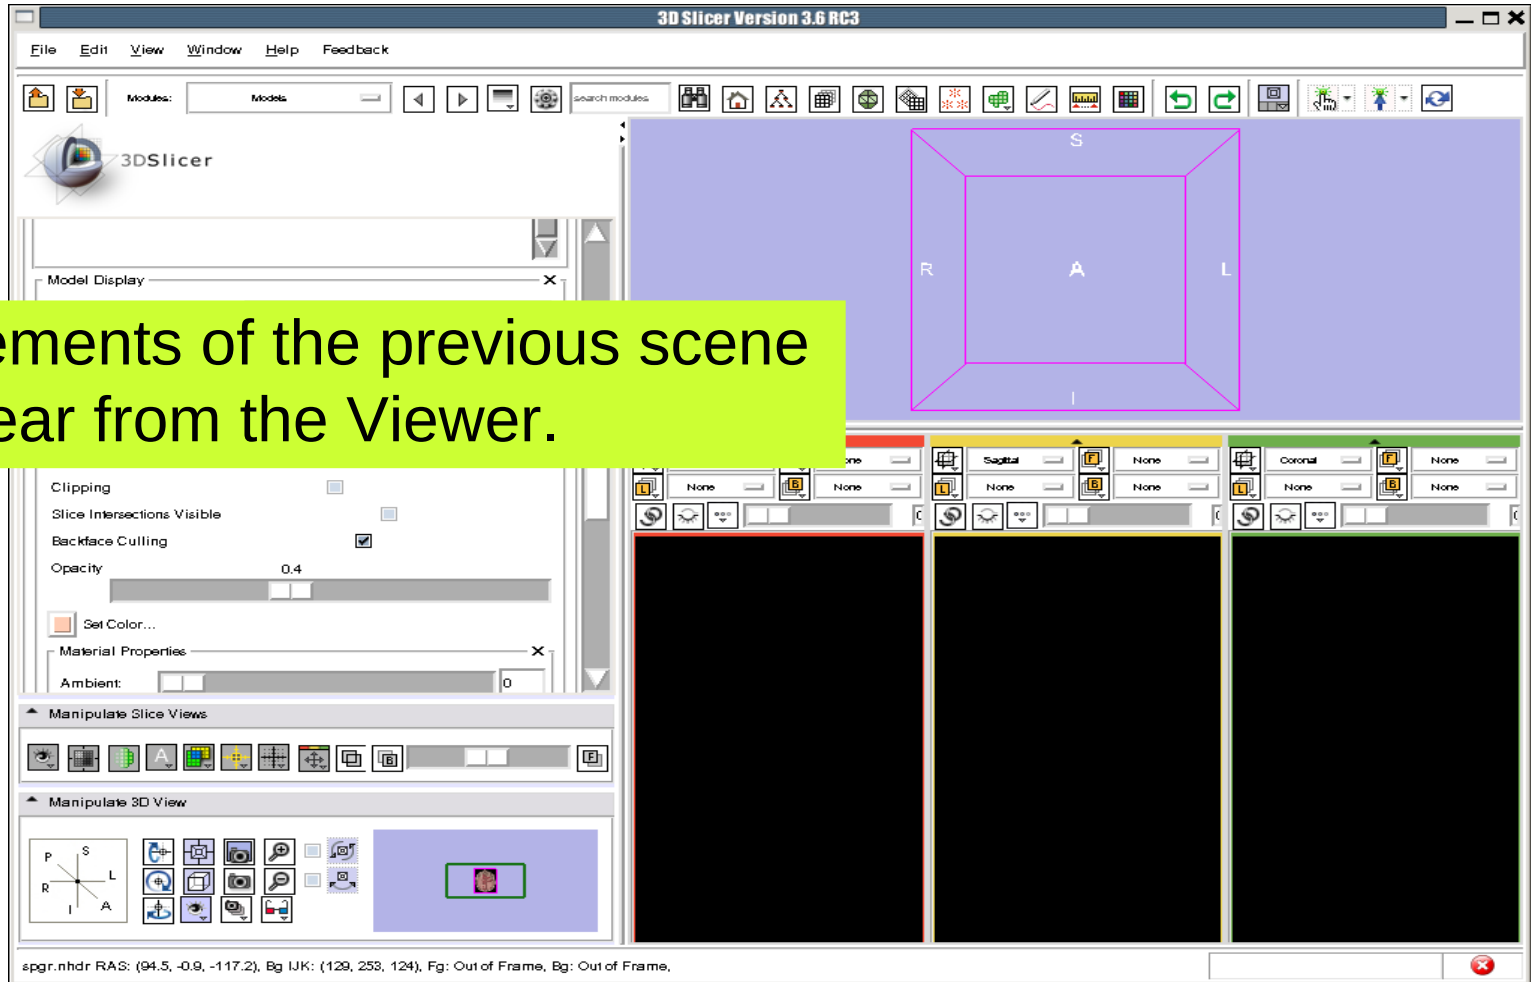 3D Slicer Version 3.6 RC3
File Edit View Window Help Feedback
Modules: Models search modules
3DSlicer
S
R A L
I
Model Display
ements of the previous scene
ear from the Viewer.
None Sagittal None Coronal None
None None None None None None
Clipping
Slice Intersections Visible
Backface Culling
Opacity 0.4
Set Color...
Material Properties
Ambient: 0
Manipulate Slice Views
A B F
Manipulate 3D View
P S
R L
I A
spgr.nhdr RAS: (94.5, -0.9, -117.2), Bg IJK: (129, 253, 124), Fg: Out of Frame, Bg: Out of Frame,